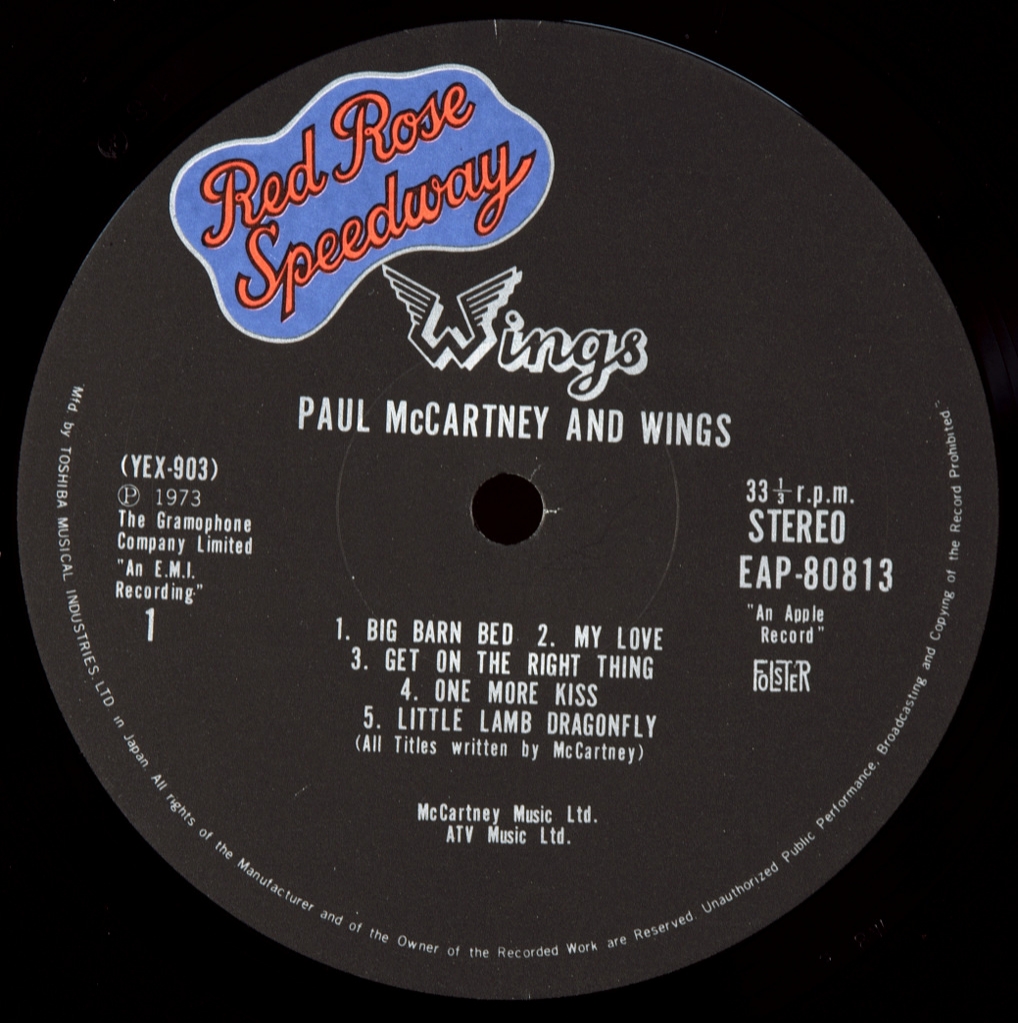 Red Rose
Speedway
Wings
PAUL McCARTNEY AND WINGS
(YEX-903)
℗ 1973
The Gramophone
Company Limited
"An E.M.I.
Recording"
1
33 1/3 r.p.m.
STEREO
EAP-80813
"An Apple
Record"
FOLSTER
1. BIG BARN BED 2. MY LOVE
3. GET ON THE RIGHT THING
4. ONE MORE KISS
5. LITTLE LAMB DRAGONFLY
(All Titles written by McCartney)
McCartney Music Ltd.
ATV Music Ltd.
Mfd. by TOSHIBA MUSICAL INDUSTRIES, LTD. in Japan. All rights of the Manufacturer and of the Owner of the Recorded Work are Reserved. Unauthorized Public Performance, Broadcasting and Copying of the Record Prohibited."